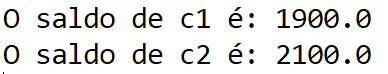 O saldo de c1 é: 1900.0
O saldo de c2 é: 2100.0